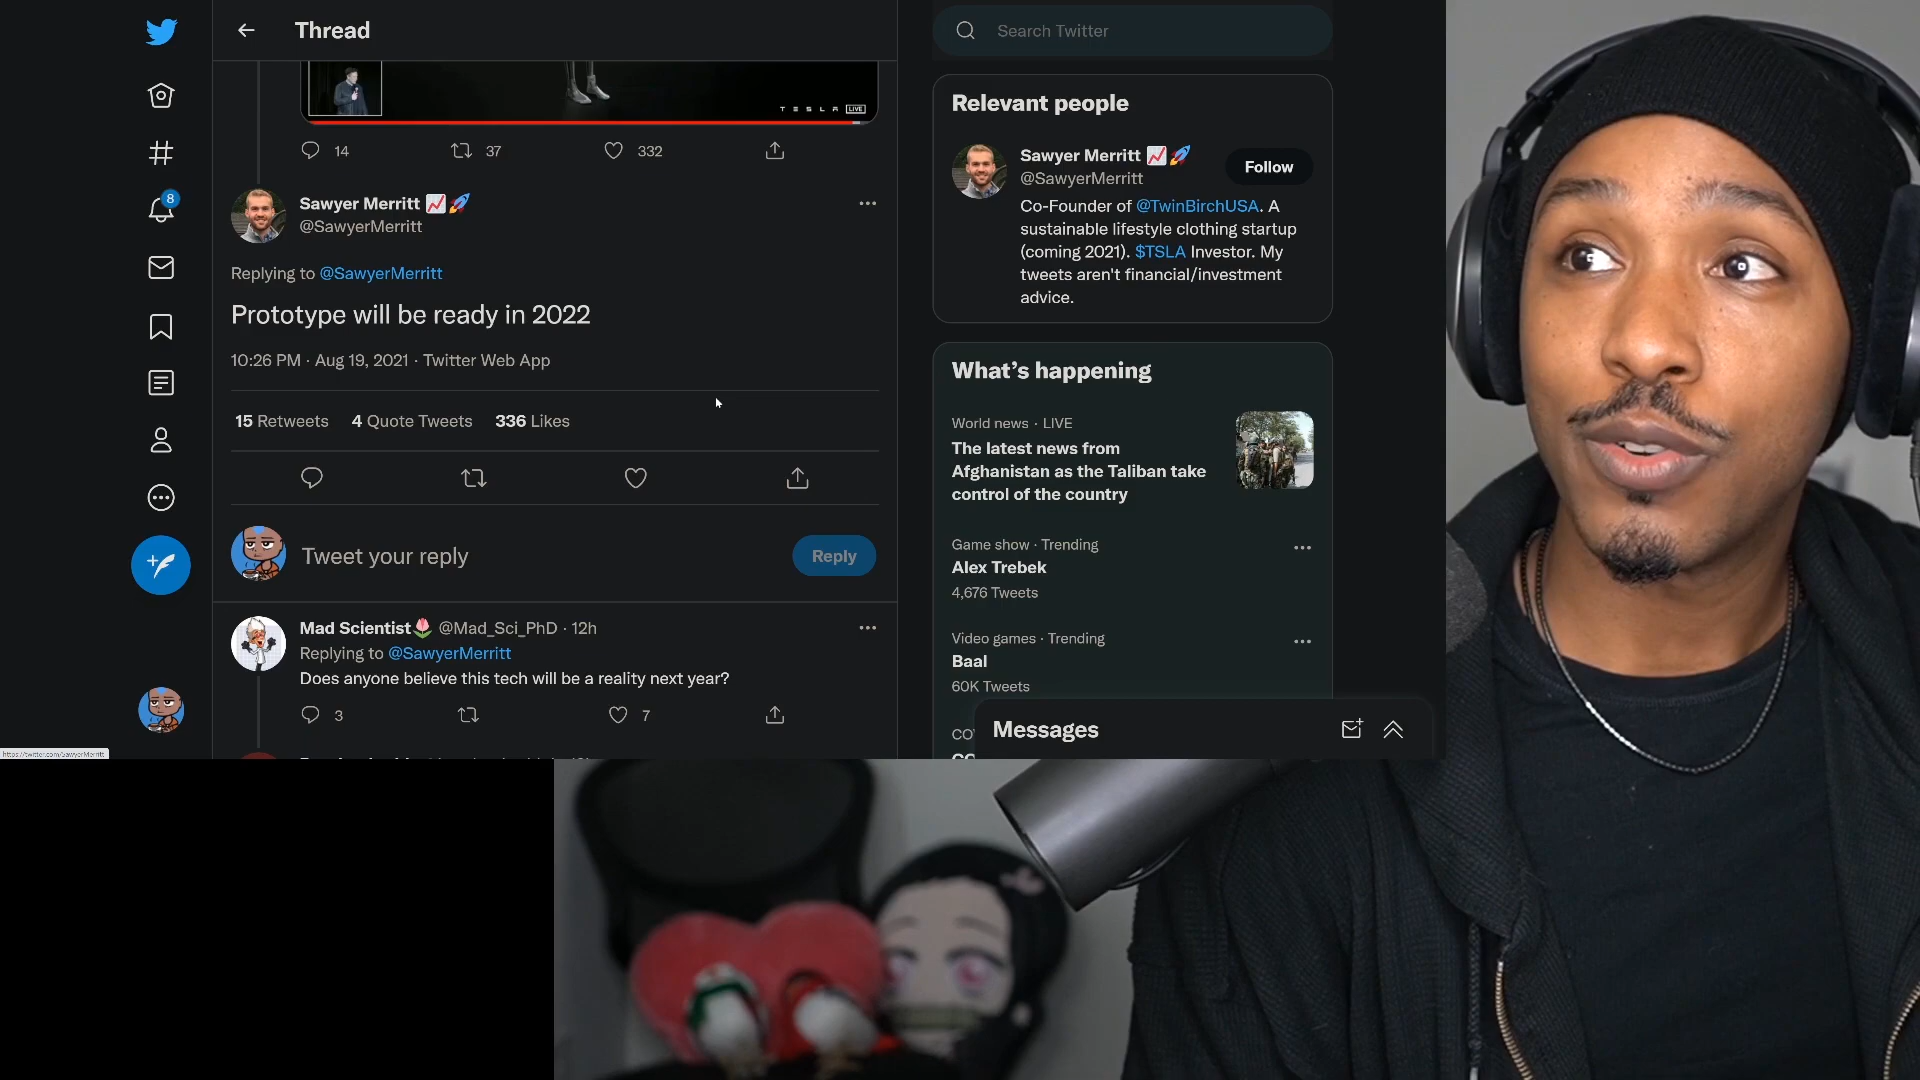 Thread
Search Twitter
TESLA LIVE
14
37
332
Sawyer Merritt 📈🚀
@SawyerMerritt
Replying to @SawyerMerritt
Prototype will be ready in 2022
10:26 PM · Aug 19, 2021 · Twitter Web App
15 Retweets 4 Quote Tweets 336 Likes
Tweet your reply
Reply
Mad Scientist🌷 @Mad_Sci_PhD · 12h
Replying to @SawyerMerritt
Does anyone believe this tech will be a reality next year?
3
7
8
Relevant people
Sawyer Merritt 📈🚀
@SawyerMerritt
Follow
Co-Founder of @TwinBirchUSA. A
sustainable lifestyle clothing startup
(coming 2021). $TSLA Investor. My
tweets aren't financial/investment
advice.
What's happening
World news · LIVE
The latest news from
Afghanistan as the Taliban take
control of the country
Game show · Trending
Alex Trebek
4,676 Tweets
Video games · Trending
Baal
60K Tweets
Messages
https://twitter.com/SawyerMerritt